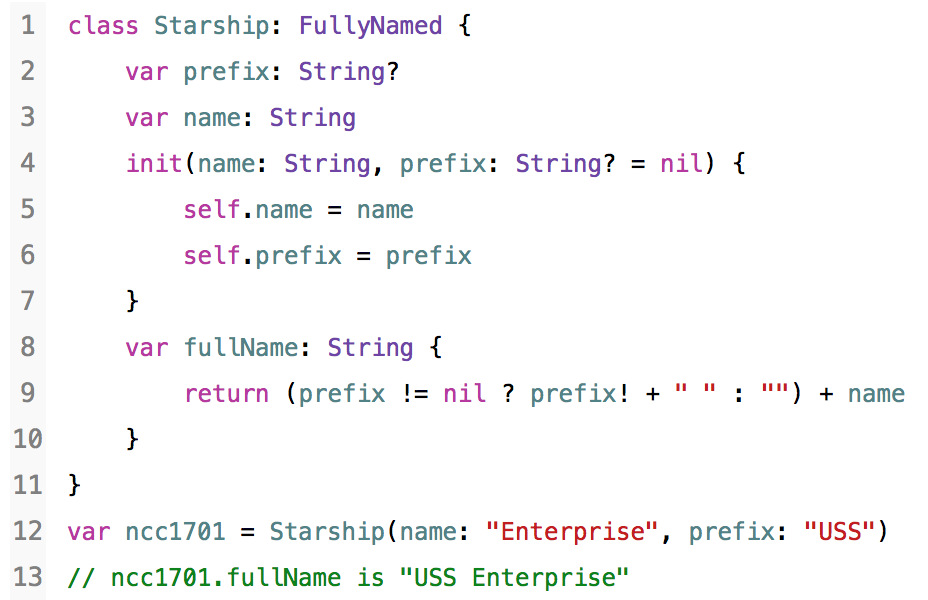 1 class Starship: FullyNamed {
2     var prefix: String?
3     var name: String
4     init(name: String, prefix: String? = nil) {
5         self.name = name
6         self.prefix = prefix
7     }
8     var fullName: String {
9         return (prefix != nil ? prefix! + " " : "") + name
10     }
11 }
12 var ncc1701 = Starship(name: "Enterprise", prefix: "USS")
13 // ncc1701.fullName is "USS Enterprise"